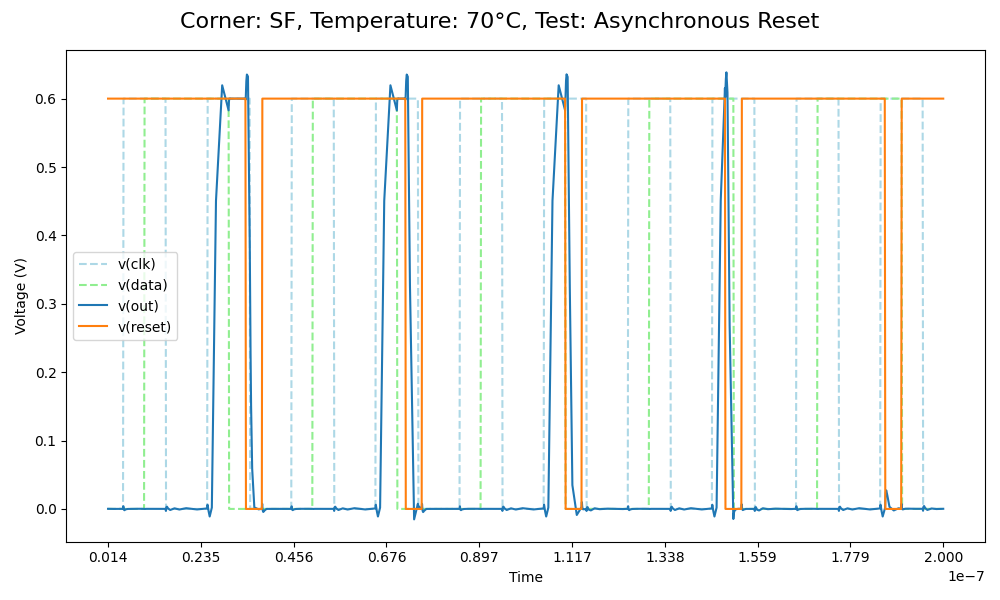 Corner: SF, Temperature: 70°C, Test: Asynchronous Reset
Voltage (V)
0.6
0.5
0.4
0.3
0.2
0.1
0.0
v(clk)
v(data)
v(out)
v(reset)
0.014 0.235 0.456 0.676 0.897 1.117 1.338 1.559 1.779 2.000
1e−7
Time